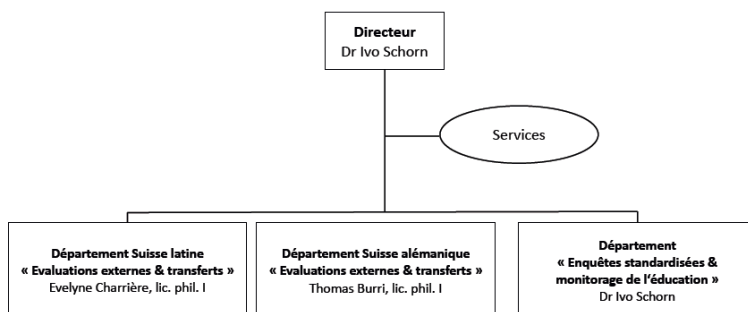 Directeur
Dr Ivo Schorn
Services
Département Suisse latine
« Evaluations externes & transferts »
Evelyne Charrière, lic. phil. I
Département Suisse alémanique
« Evaluations externes & transferts »
Thomas Burri, lic. phil. I
Département
« Enquêtes standardisées &
monitorage de l'éducation »
Dr Ivo Schorn